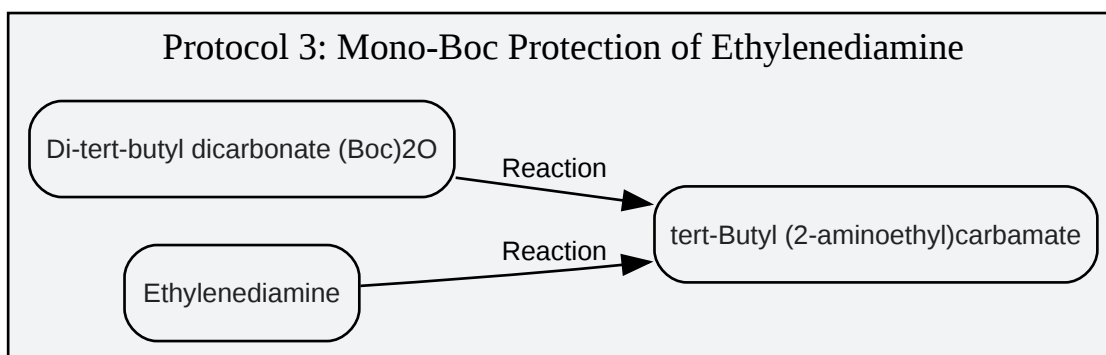 Protocol 3: Mono-Boc Protection of Ethylenediamine
Di-tert-butyl dicarbonate (Boc)2O
Reaction
tert-Butyl (2-aminoethyl)carbamate
Reaction
Ethylenediamine